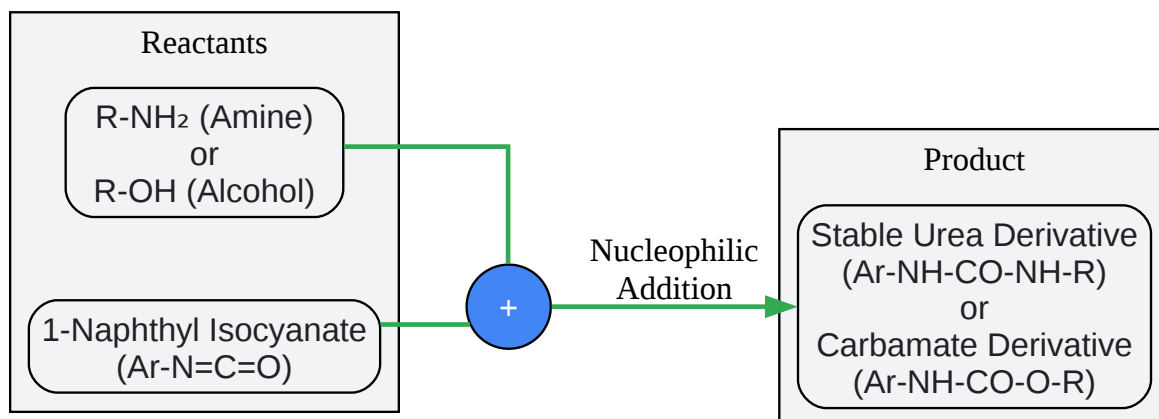 Reactants
R-NH₂ (Amine)
or
R-OH (Alcohol)
1-Naphthyl Isocyanate
(Ar-N=C=O)
+
Nucleophilic
Addition
Product
Stable Urea Derivative
(Ar-NH-CO-NH-R)
or
Carbamate Derivative
(Ar-NH-CO-O-R)